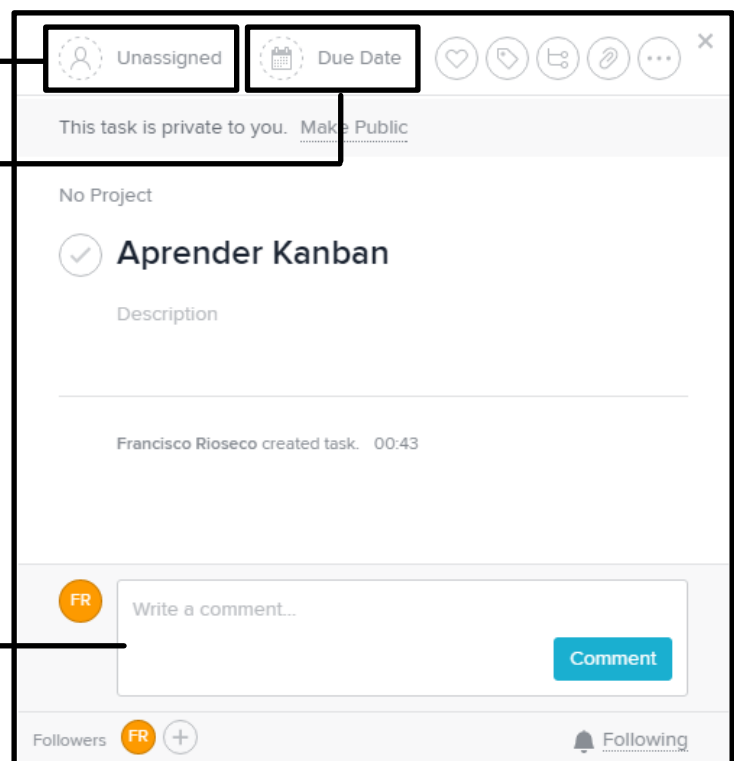 Unassigned Due Date
This task is private to you. Make Public
No Project
Aprender Kanban
Description
Francisco Rioseco created task. 00:43
FR
Write a comment...
Comment
Followers FR Following